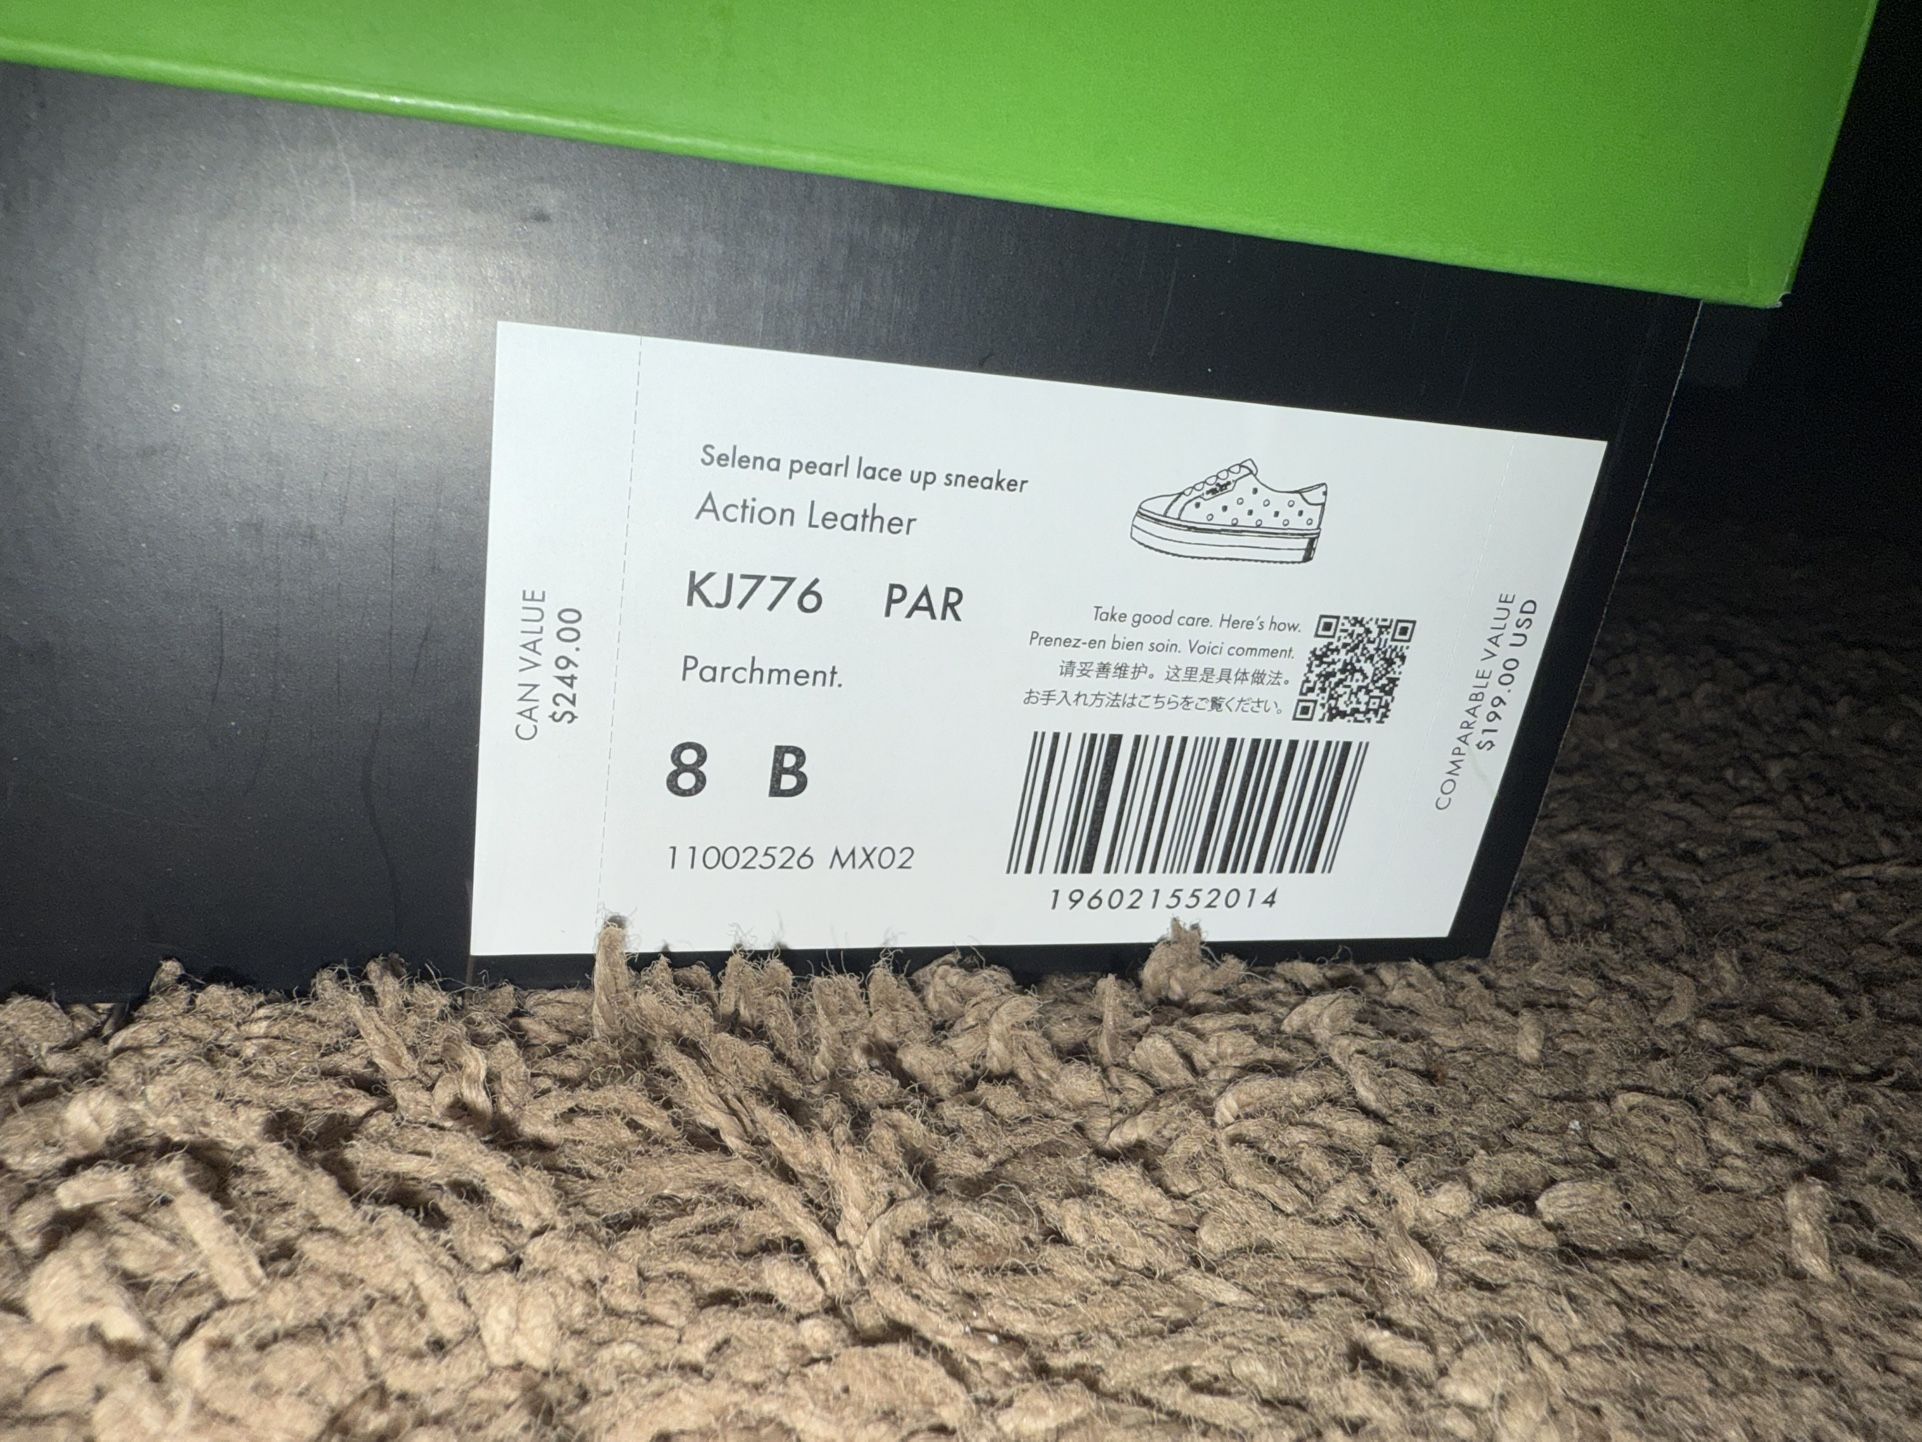 CAN VALUE
$249.00
Selena pearl lace up sneaker
Action Leather
KJ776 PAR
Parchment.
8 B
11002526 MX02
Take good care. Here's how.
Prenez-en bien soin. Voici comment.
请妥善维护。这里是具体做法。
お手入れ方法はこちらをご覧ください。
196021552014
COMPARABLE VALUE
$199.00 USD